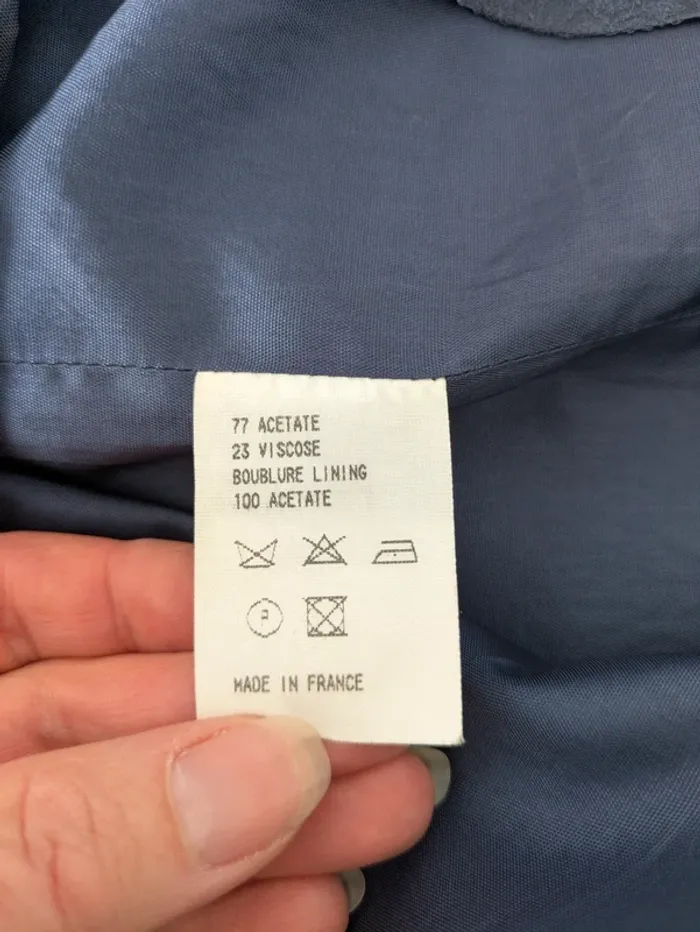 77 ACETATE
23 VISCOSE
BOUBLURE LINING
100 ACETATE
P
MADE IN FRANCE